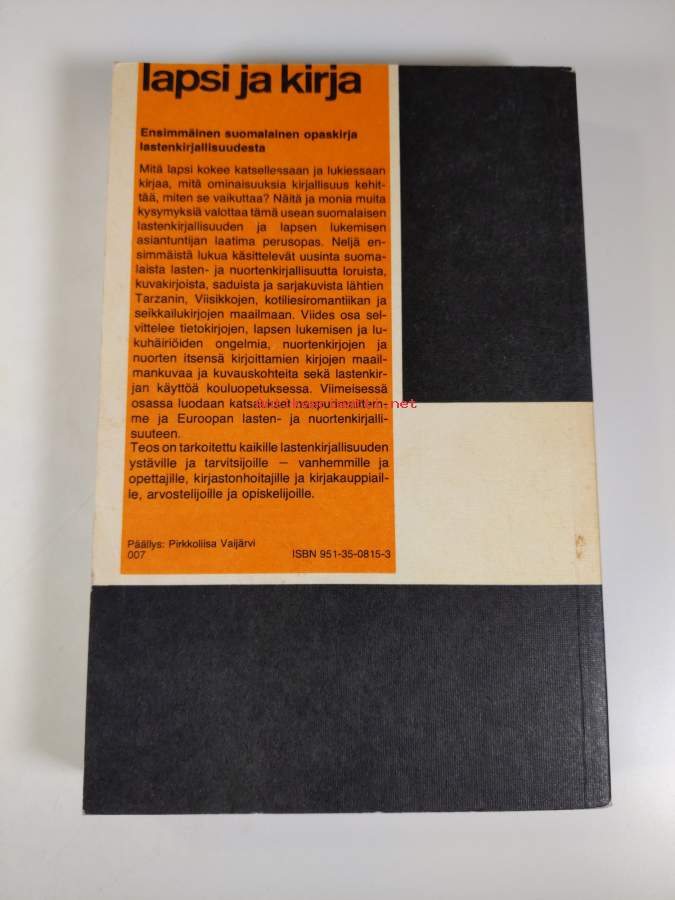 lapsi ja kirja
Ensimmäinen suomalainen opaskirja
lastenkirjallisuudesta
Mitä lapsi kokee katsellessaan ja lukiessaan
kirjaa, mitä ominaisuuksia kirjallisuus kehit-
tää, miten se vaikuttaa? Näitä ja monia muita
kysymyksiä valottaa tämä usean suomalaisen
lastenkirjallisuuden ja lapsen lukemisen
asiantuntijan laatima perusopas. Neljä en-
simmäistä lukua käsittelevät uusinta suoma-
laista lasten- ja nuortenkirjallisuutta loruista,
kuvakirjoista, saduista ja sarjakuvista lähtien
Tarzanin, Viisikkojen, kotiliesiromantiikan ja
seikkailukirjojen maailmaan. Viides osa sel-
vittelee tietokirjojen, lapsen lukemisen ja lu-
kuhäiriöiden ongelmia, nuortenkirjojen ja
nuorten itsensä kirjoittamien kirjojen maail-
mankuvaa ja kuvauskohteita sekä lastenkir-
jan käyttöä kouluopetuksessa. Viimeisessä
osassa luodaan katsaukset naapurimaittem-
me ja Euroopan lasten- ja nuortenkirjalli-
suuteen.
Teos on tarkoitettu kaikille lastenkirjallisuuden
ystäville ja tarvitsijoille – vanhemmille ja
opettajille, kirjastonhoitajille ja kirjakauppiail-
le, arvostelijoille ja opiskelijoille.
Päällys: Pirkkoliisa Vaijärvi
007 ISBN 951-35-0815-3